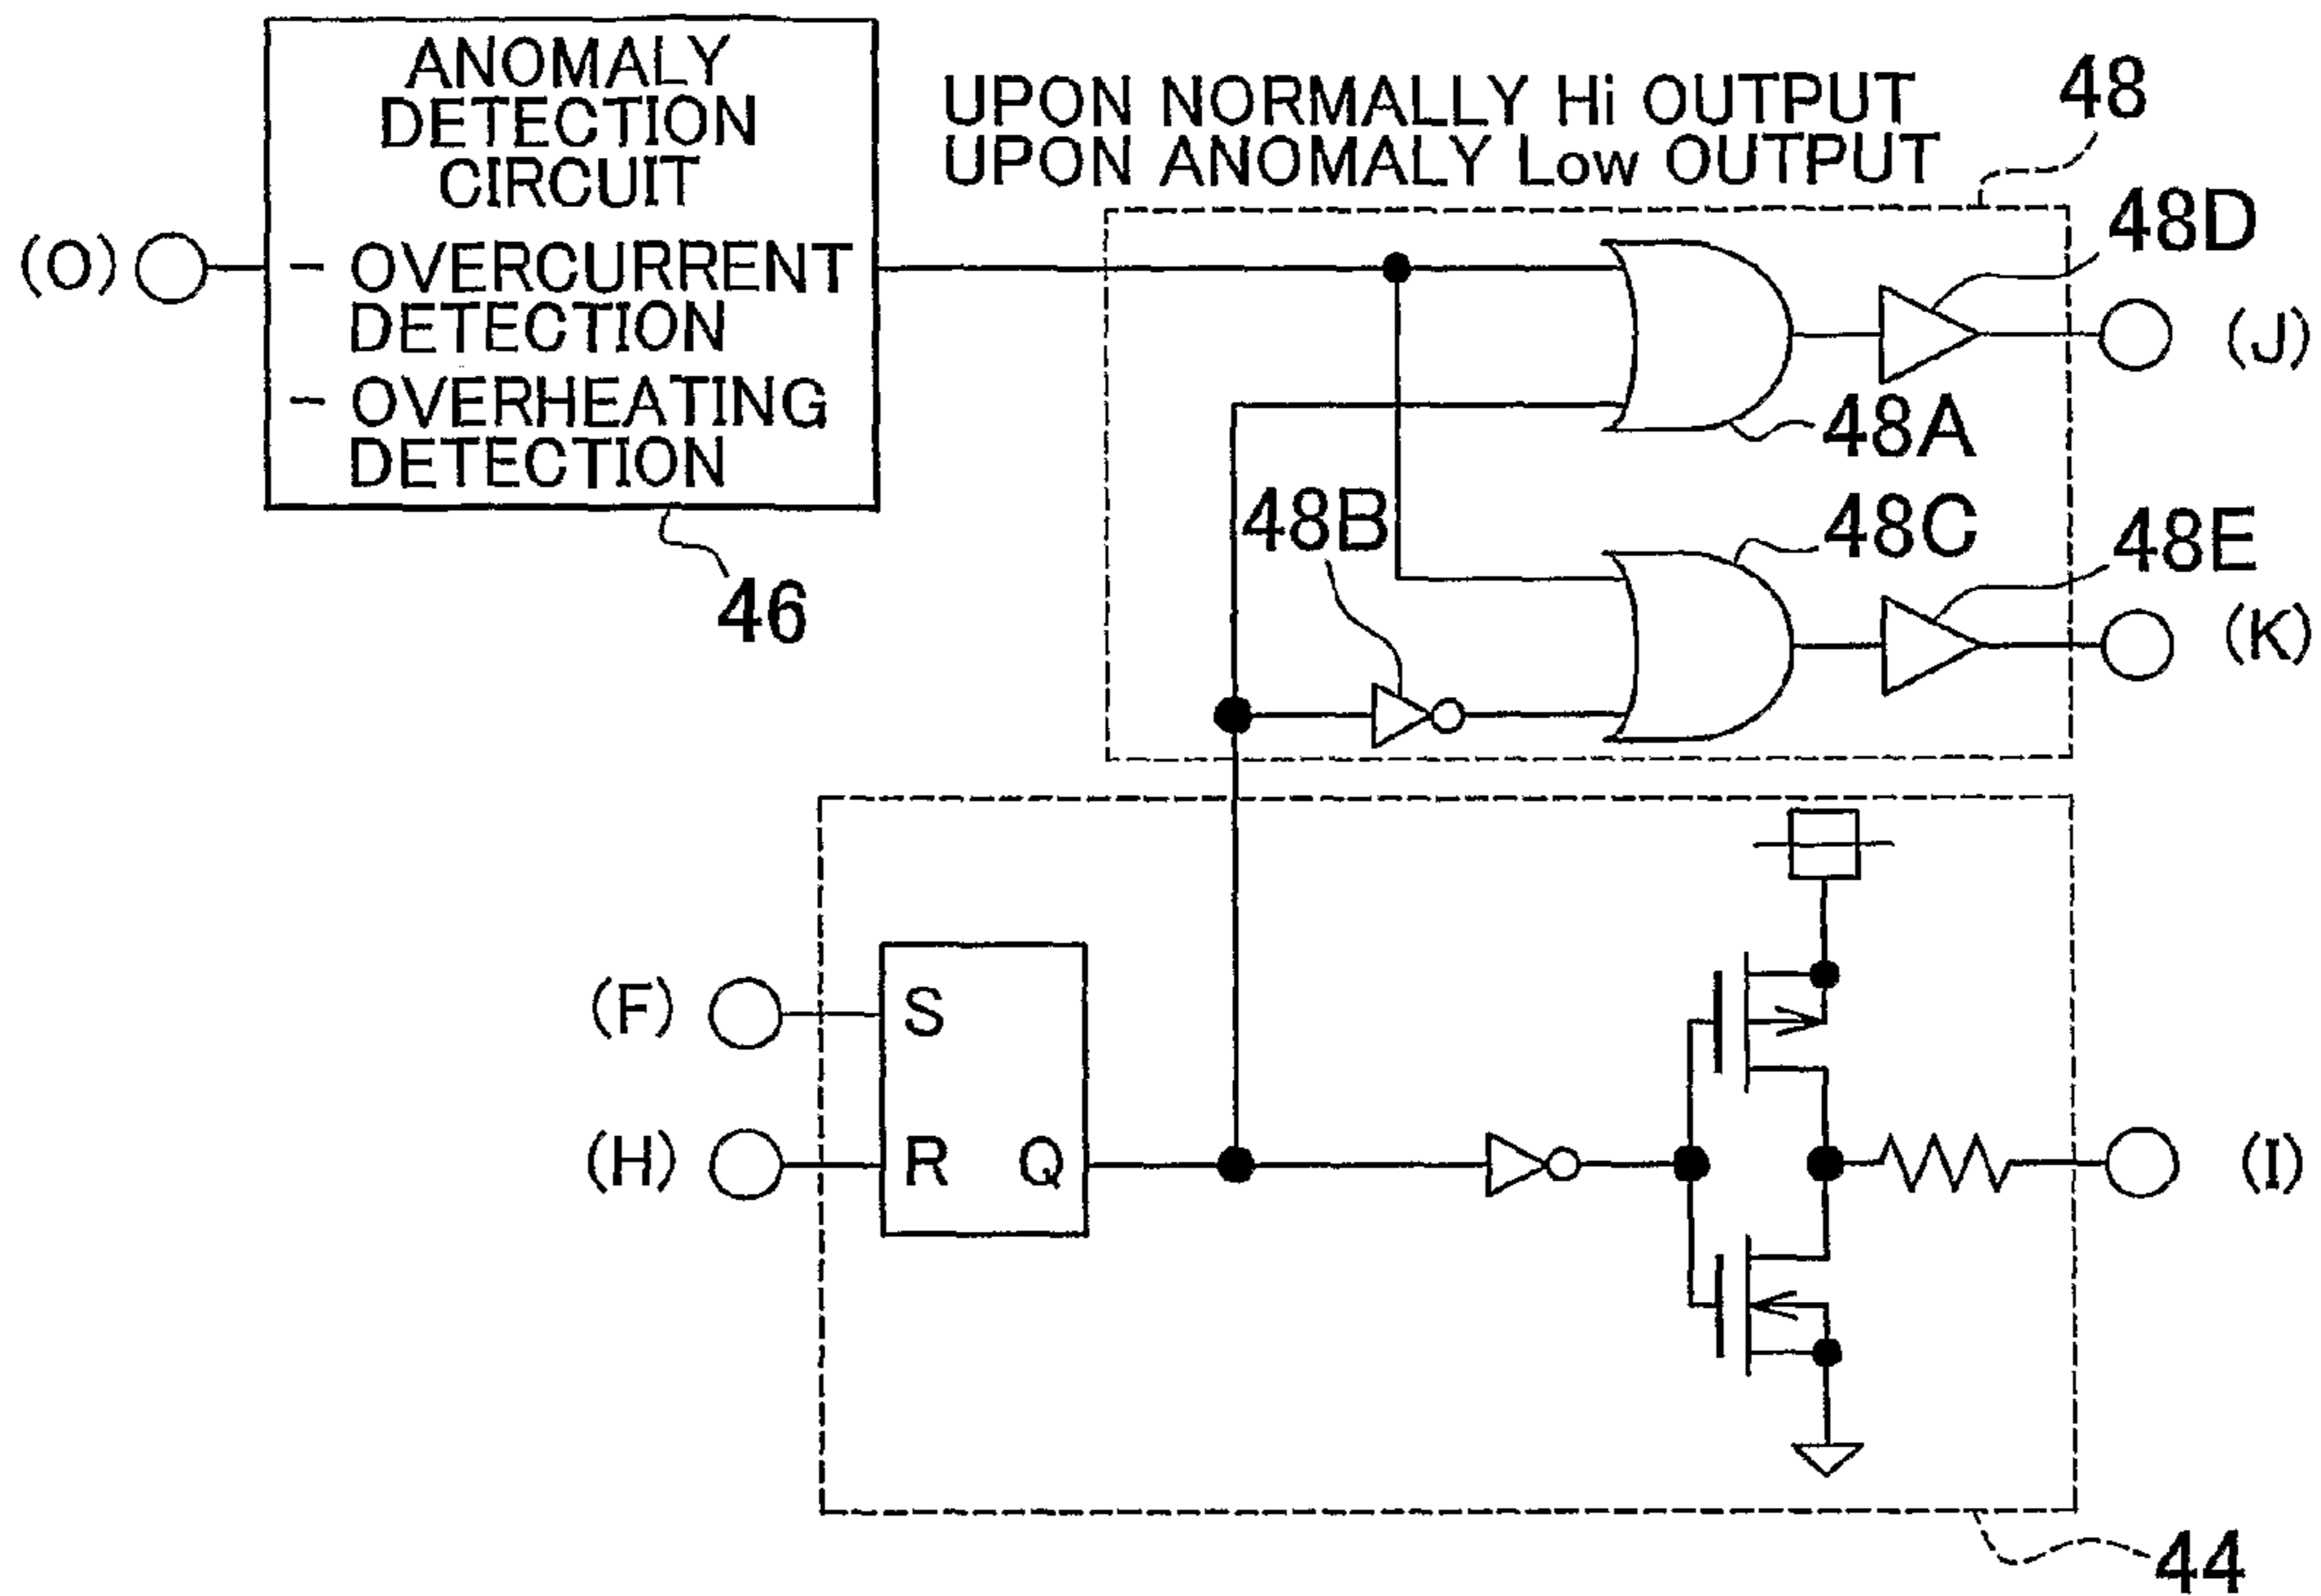 ANOMALY
DETECTION
CIRCUIT
- OVERCURRENT
DETECTION
- OVERHEATING
DETECTION
46
(O)
UPON NORMALLY Hi OUTPUT
UPON ANOMALY Low OUTPUT
48
48D
(J)
48A
48B
48C
48E
(K)
(F)
S
(H)
R Q
(I)
44